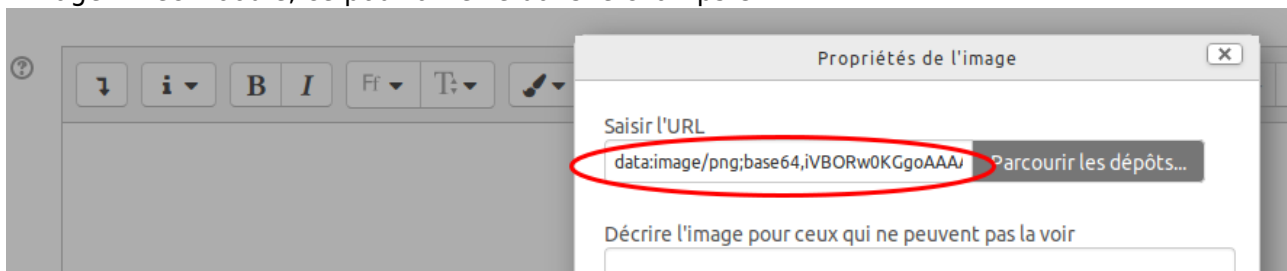 Propriétés de l'image
B I Ff T
Saisir l'URL
data:image/png;base64,iVBORw0KGgoAAA
Parcourir les dépôts...
Décrire l'image pour ceux qui ne peuvent pas la voir